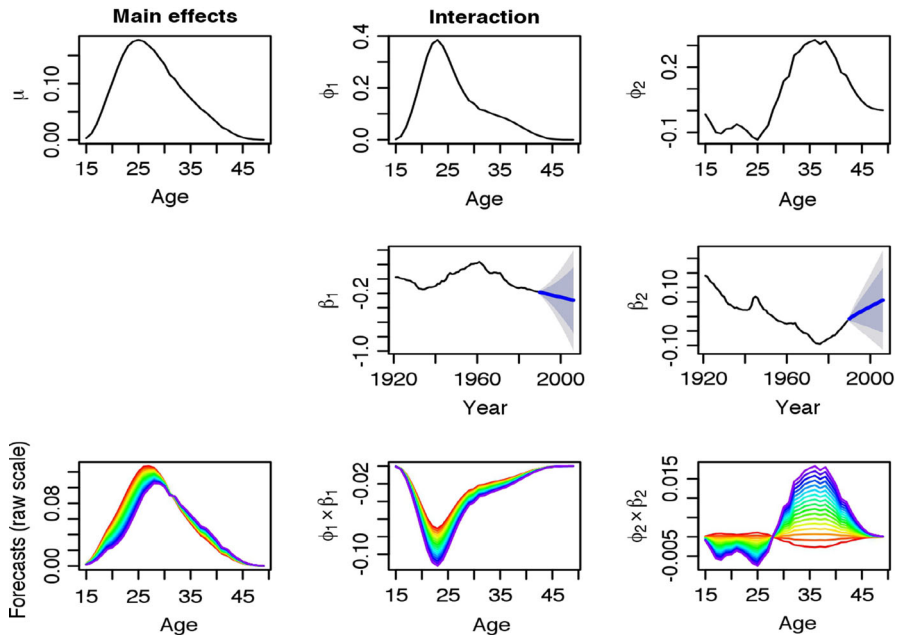 Main effects
Interaction
μ
0.00 0.10
15 25 35 45
Age
ϕ1
0.0 0.2 0.4
15 25 35 45
Age
ϕ2
-0.1 0.2
15 25 35 45
Age
β1
-1.0 -0.2
1920 1960 2000
Year
β2
-0.10 0.10
1920 1960 2000
Year
Forecasts (raw scale)
0.00 0.08
15 25 35 45
Age
ϕ1 × β1
-0.10 -0.02
15 25 35 45
Age
ϕ2 × β2
-0.005 0.015
15 25 35 45
Age